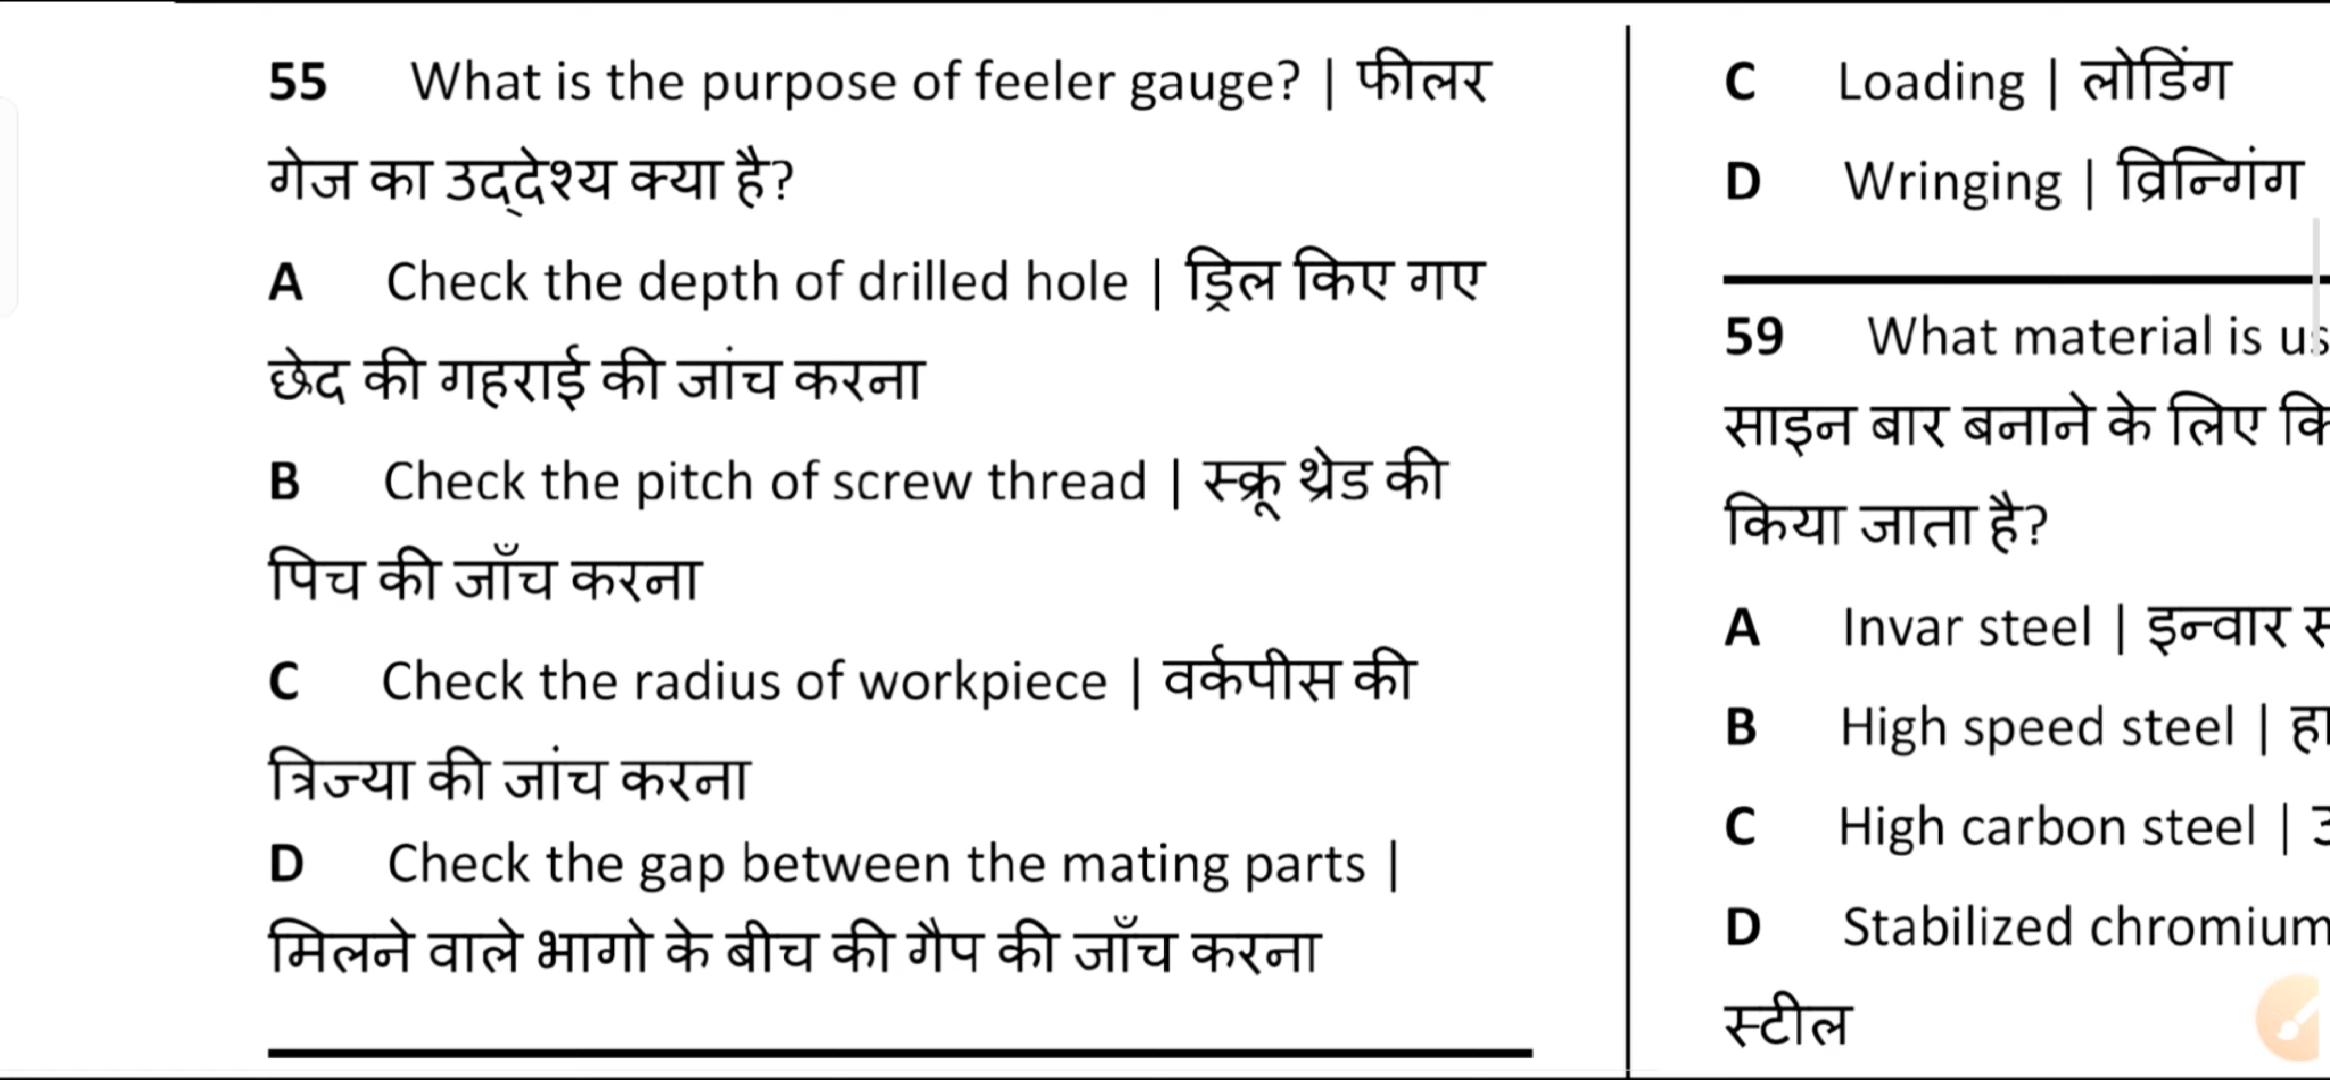 55 What is the purpose of feeler gauge? | फीलर
गेज का उद्देश्य क्या है?
A Check the depth of drilled hole | ड्रिल किए गए
छेद की गहराई की जांच करना
B Check the pitch of screw thread | स्क्रू थ्रेड की
पिच की जाँच करना
C Check the radius of workpiece | वर्कपीस की
त्रिज्या की जांच करना
D Check the gap between the mating parts |
मिलने वाले भागो के बीच की गैप की जाँच करना
C Loading | लोडिंग
D Wringing | व्रिन्गिंग
59 What material is
साइन बार बनाने के लिए
किया जाता है?
A Invar steel | इन्वार
B High speed steel |
C High carbon steel |
D Stabilized chromium
स्टील